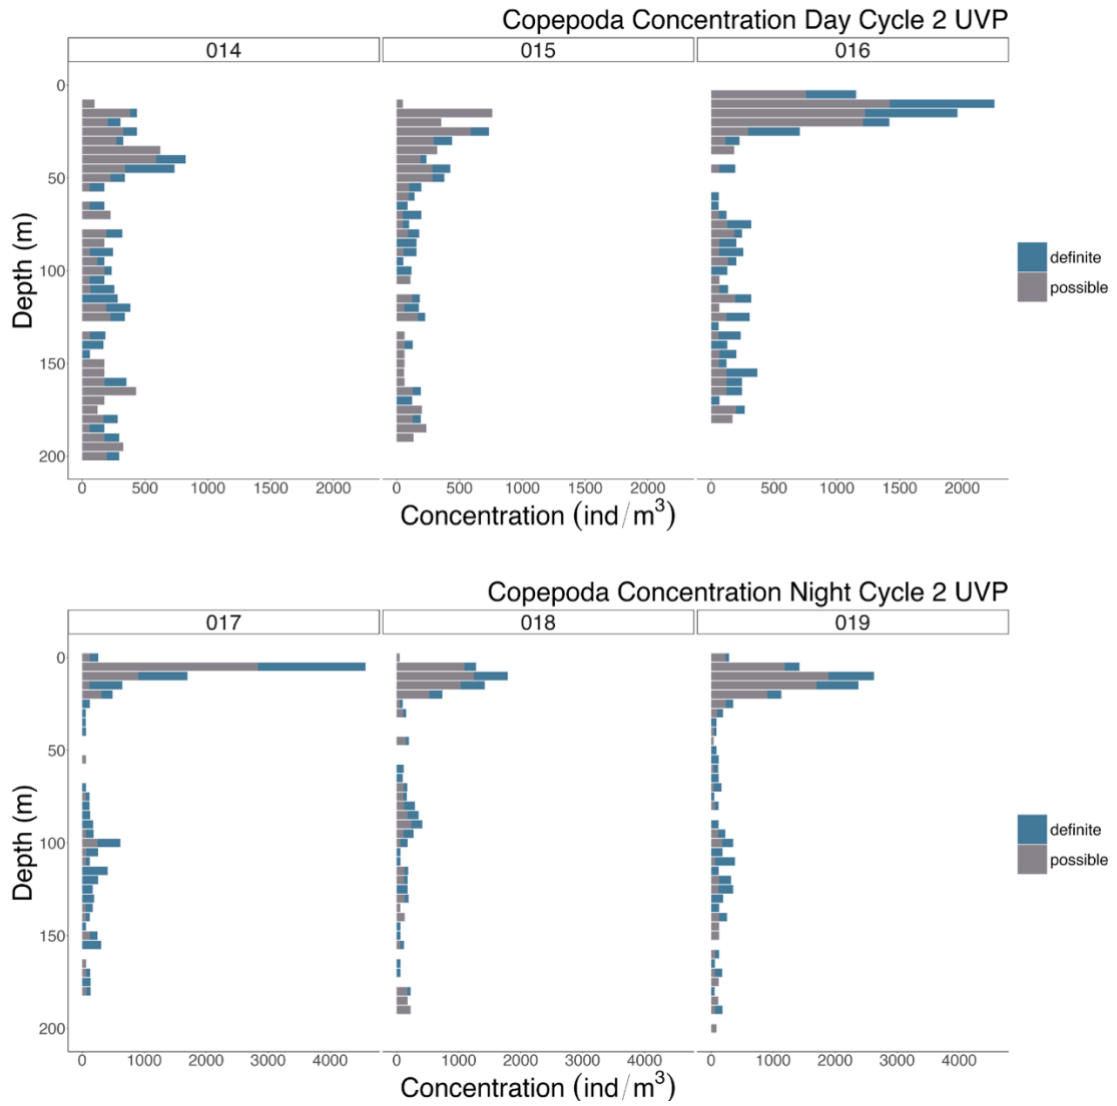 Copepoda Concentration Day Cycle 2 UVP
014 015 016
0
50
100
150
200
Depth (m)
0 500 1000 1500 2000 0 500 1000 1500 2000 0 500 1000 1500 2000
Concentration (ind/m³)
definite
possible
Copepoda Concentration Night Cycle 2 UVP
017 018 019
0
50
100
150
200
Depth (m)
0 1000 2000 3000 4000 0 1000 2000 3000 4000 0 1000 2000 3000 4000
Concentration (ind/m³)
definite
possible